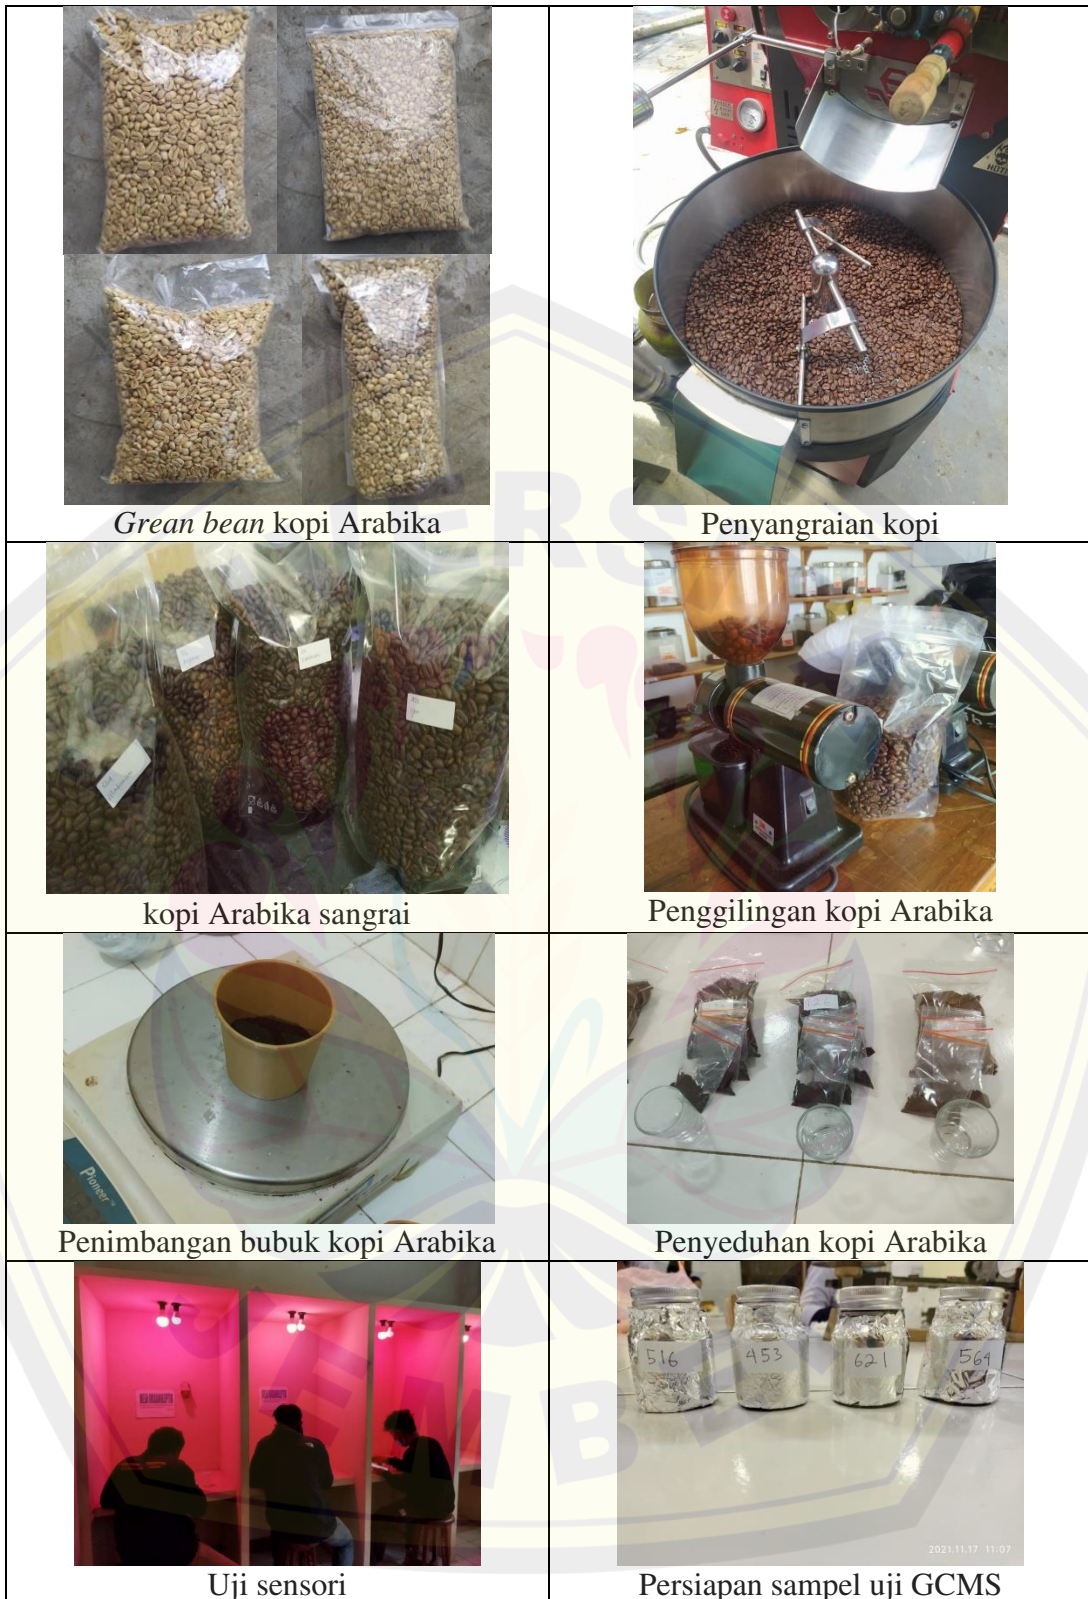 Grean bean kopi Arabika
Penyangraian kopi
kopi Arabika sangrai
Penggilingan kopi Arabika
Pioneer
Penimbangan bubuk kopi Arabika
Penyeduhan kopi Arabika
516
453
621
564
2021.11.17 11:07
Uji sensori
Persiapan sampel uji GCMS